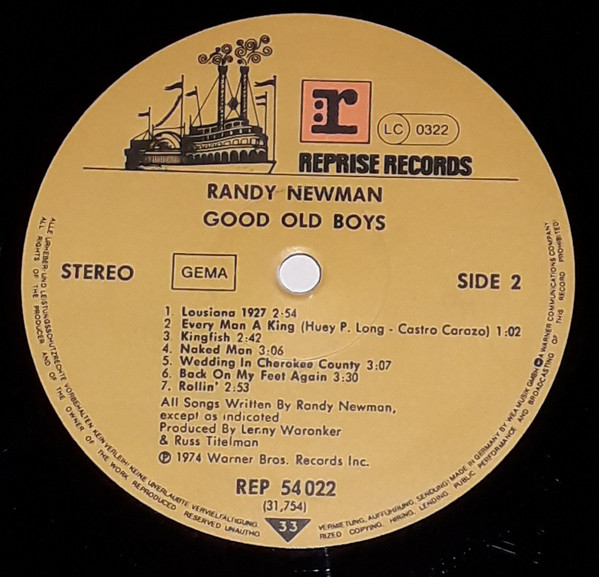 r
LC 0322
REPRISE RECORDS
RANDY NEWMAN
GOOD OLD BOYS
STEREO
GEMA
SIDE 2
1. Lousiana 1927 2:54
2 Every Man A King (Huey P. Long - Castro Carazo) 1:02
3. Kingfish 2:42
4. Naked Man 3:06
5. Wedding In Cherokee County 3:07
6. Back On My Feet Again 3:30
7. Rollin' 2:53
All Songs Written By Randy Newman,
except as indicated
Produced By Lenny Waronker
& Russ Titelman
Ⓟ 1974 Warner Bros. Records Inc.
REP 54 022
(31,754)
33
ALLE URHEBER- UND LEISTUNGSSCHUTZRECHTE VORBEHALTEN KEIN VERLEIH! KEINE UNERLAUBTE VERVIELFÄLTIGUNG,
VERMIETUNG, AUFFÜHRUNG, SENDUNG! MADE IN GERMANY BY WEA MUSIK GMBH A WARNER COMMUNICATIONS COMPANY
ALL RIGHTS OF THE PRODUCER AND OF THE OWNER OF THE WORK REPRODUCED RESERVED UNAUTHO
RIZED COPYING, HIRING, LENDING, PUBLIC PERFORMANCE AND BROADCASTING OF THIS RECORD PROHIBITED!